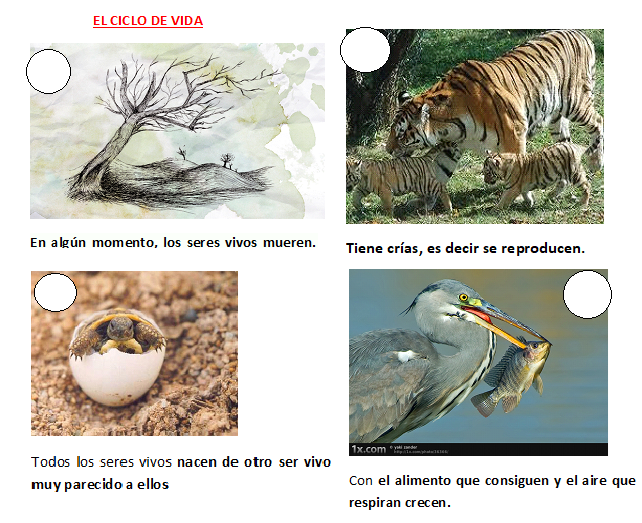 EL CICLO DE VIDA
En algún momento, los seres vivos mueren.
Tiene crías, es decir se reproducen.
Todos los seres vivos nacen de otro ser vivo
muy parecido a ellos
1x.com
Con el alimento que consiguen y el aire que
respiran crecen.